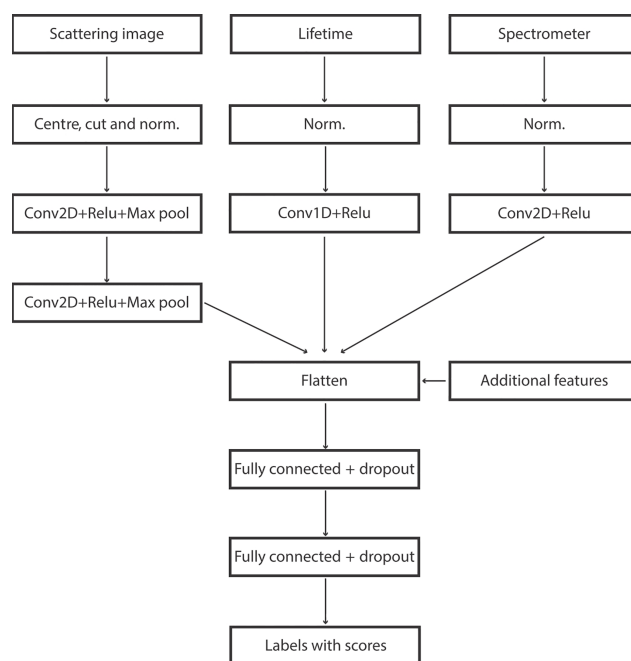 Scattering image
Lifetime
Spectrometer
Centre, cut and norm.
Norm.
Norm.
Conv2D+Relu+Max pool
Conv1D+Relu
Conv2D+Relu
Conv2D+Relu+Max pool
Flatten
Additional features
Fully connected + dropout
Fully connected + dropout
Labels with scores